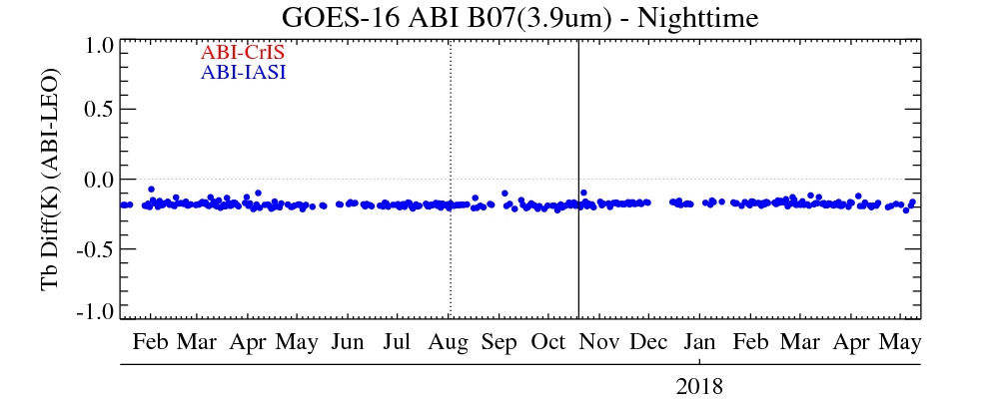 GOES-16 ABI B07(3.9um) - Nighttime
ABI-CrIS
ABI-IASI
Tb Diff(K) (ABI-LEO)
1.0
0.5
0.0
-0.5
-1.0
Feb Mar Apr May Jun Jul Aug Sep Oct Nov Dec Jan Feb Mar Apr May
2018